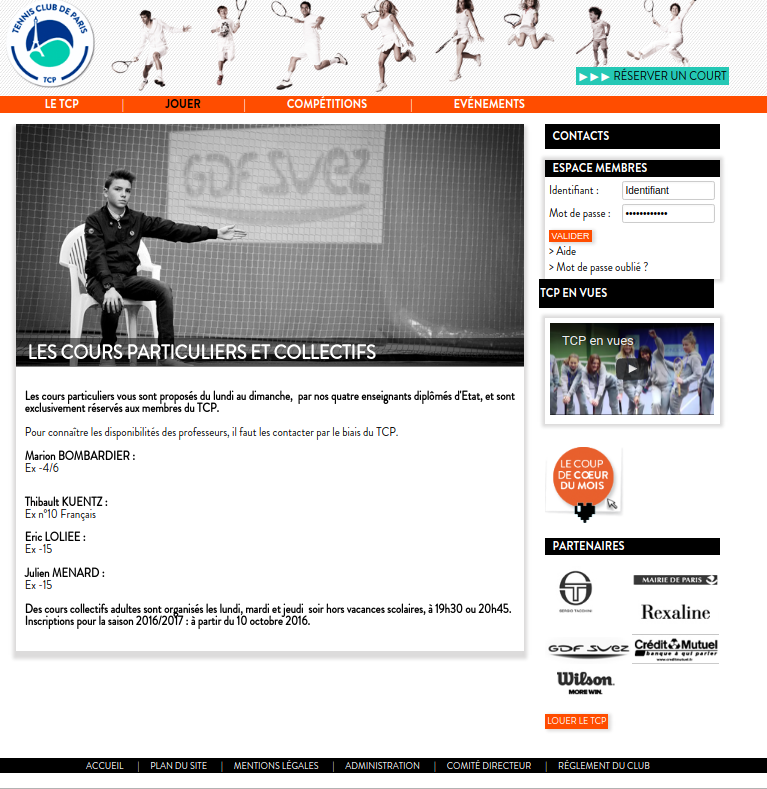 TENNIS CLUB DE PARIS
TCP
▶▶▶ RÉSERVER UN COURT
LE TCP | JOUER | COMPÉTITIONS | EVÉNEMENTS
GDF SUEZ
LES COURS PARTICULIERS ET COLLECTIFS
Les cours particuliers vous sont proposés du lundi au dimanche, par nos quatre enseignants diplômés d'Etat, et sont
exclusivement réservés aux membres du TCP.
Pour connaître les disponibilités des professeurs, il faut les contacter par le biais du TCP.
Marion BOMBARDIER :
Ex -4/6
Thibault KUENTZ :
Ex n°10 Français
Eric LOLIEE :
Ex -15
Julien MENARD :
Ex -15
Des cours collectifs adultes sont organisés les lundi, mardi et jeudi soir hors vacances scolaires, à 19h30 ou 20h45.
Inscriptions pour la saison 2016/2017 : à partir du 10 octobre 2016.
CONTACTS
ESPACE MEMBRES
Identifiant : Identifiant
Mot de passe : ••••••••••••
VALIDER
> Aide
> Mot de passe oublié ?
TCP EN VUES
TCP en vues
LE COUP
DE CŒUR
DU MOIS
PARTENAIRES
SERGIO TACCHINI
MAIRIE DE PARIS
Rexaline
GDF SUEZ
Crédit Mutuel
banque à qui parler
www.creditmutuel.fr
Wilson
MORE WIN.
LOUER LE TCP
ACCUEIL | PLAN DU SITE | MENTIONS LÉGALES | ADMINISTRATION | COMITÉ DIRECTEUR | RÉGLEMENT DU CLUB